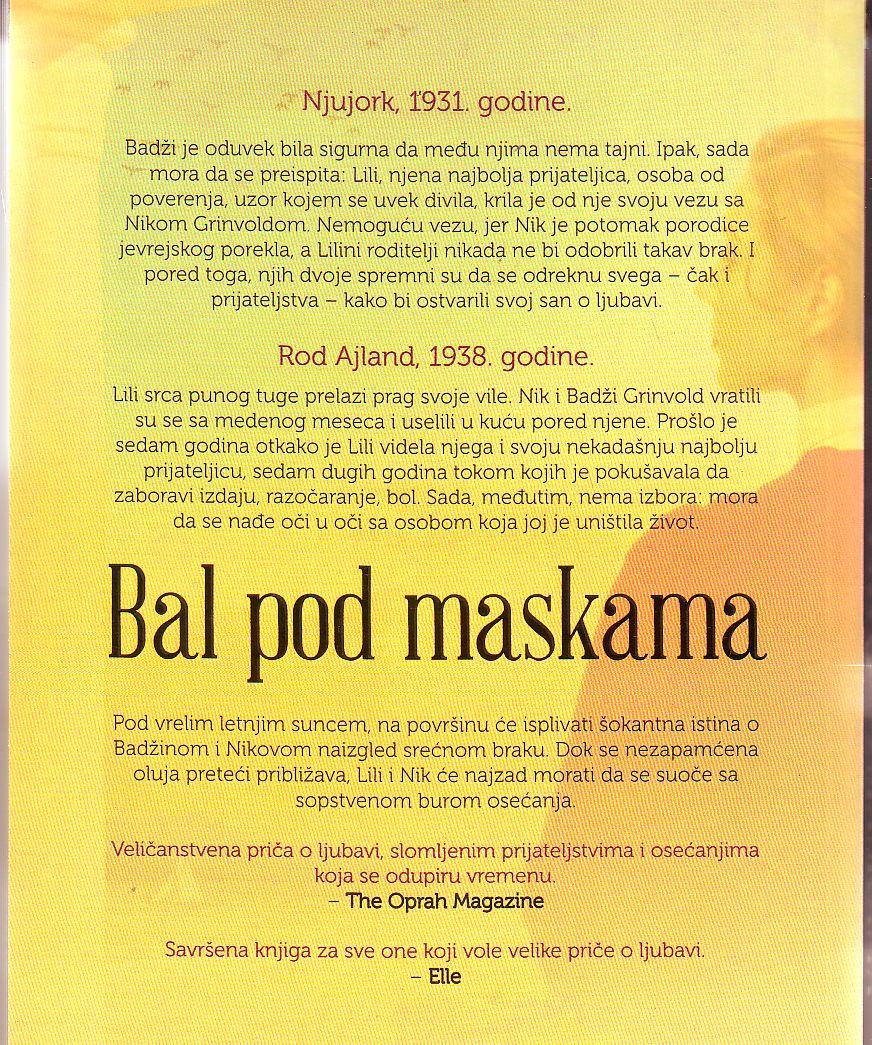 Njujork, 1931. godine.
Badži je oduvek bila sigurna da među njima nema tajni. Ipak, sada
mora da se preispita: Lili, njena najbolja prijateljica, osoba od
poverenja, uzor kojem se uvek divila, krila je od nje svoju vezu sa
Nikom Grinvoldom. Nemoguću vezu, jer Nik je potomak porodice
jevrejskog porekla, a Lilini roditelji nikada ne bi odobrili takav brak. I
pored toga, njih dvoje spremni su da se odreknu svega – čak i
prijateljstva – kako bi ostvarili svoj san o ljubavi.
Rod Ajland, 1938. godine.
Lili srca punog tuge prelazi prag svoje vile. Nik i Badži Grinvold vratili
su se sa medenog meseca i uselili u kuću pored njene. Prošlo je
sedam godina otkako je Lili videla njega i svoju nekadašnju najbolju
prijateljicu, sedam dugih godina tokom kojih je pokušavala da
zaboravi izdaju, razočaranje, bol. Sada, međutim, nema izbora: mora
da se nađe oči u oči sa osobom koja joj je uništila život.
Bal pod maskama
Pod vrelim letnjim suncem, na površinu će isplivati šokantna istina o
Badžinom i Nikovom naizgled srećnom braku. Dok se nezapamćena
oluja preteći približava, Lili i Nik će najzad morati da se suoče sa
sopstvenom burom osećanja.
Veličanstvena priča o ljubavi, slomljenim prijateljstvima i osećanjima
koja se odupiru vremenu.
– The Oprah Magazine
Savršena knjiga za sve one koji vole velike priče o ljubavi.
– Elle